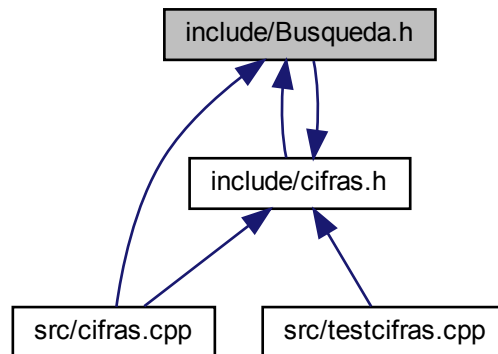 include/Busqueda.h
include/cifras.h
src/cifras.cpp
src/testcifras.cpp